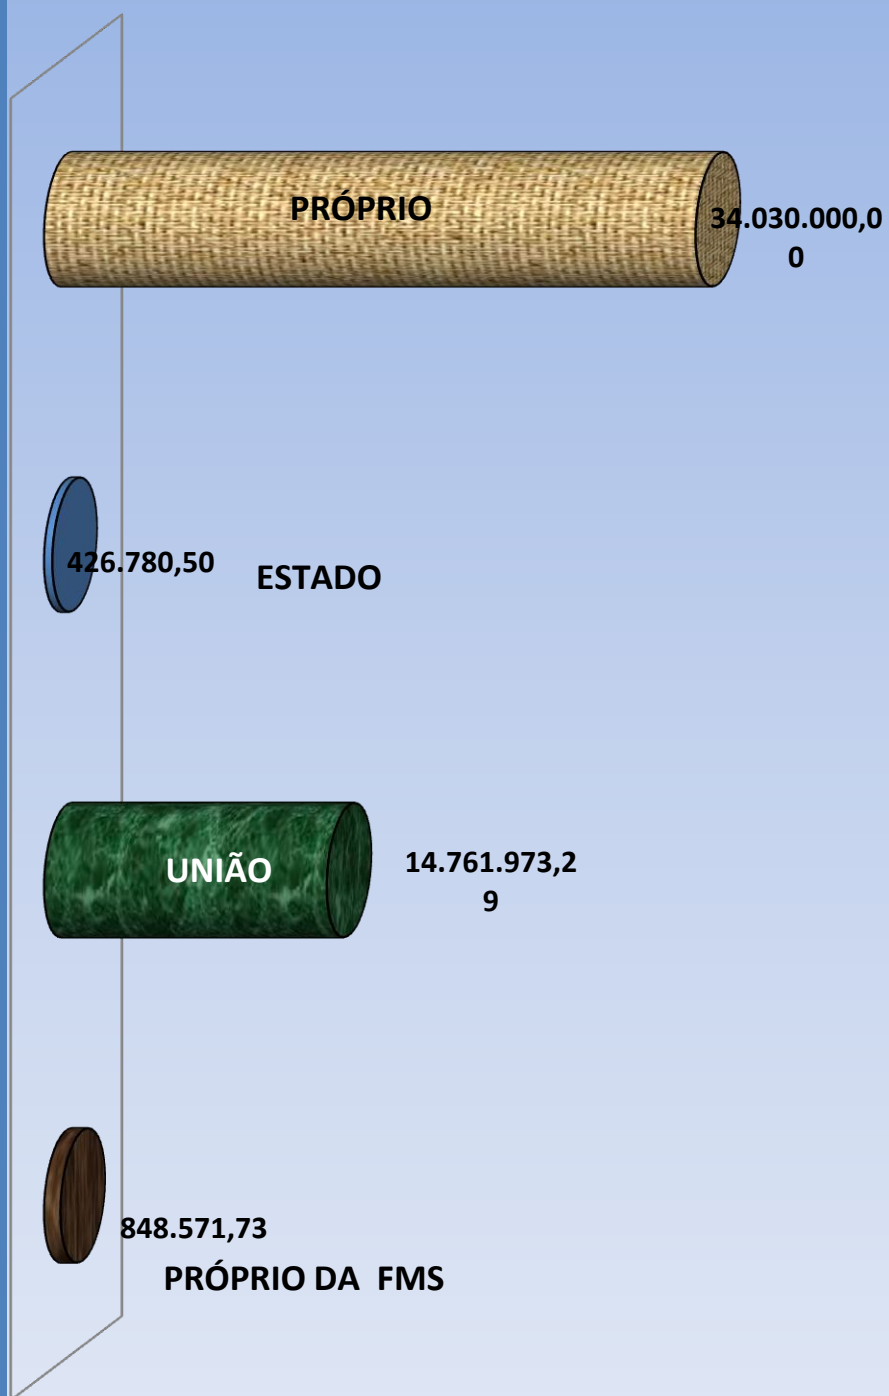 PRÓPRIO
34.030.000,0
0
426.780,50
ESTADO
UNIÃO
14.761.973,2
9
848.571,73
PRÓPRIO DA  FMS